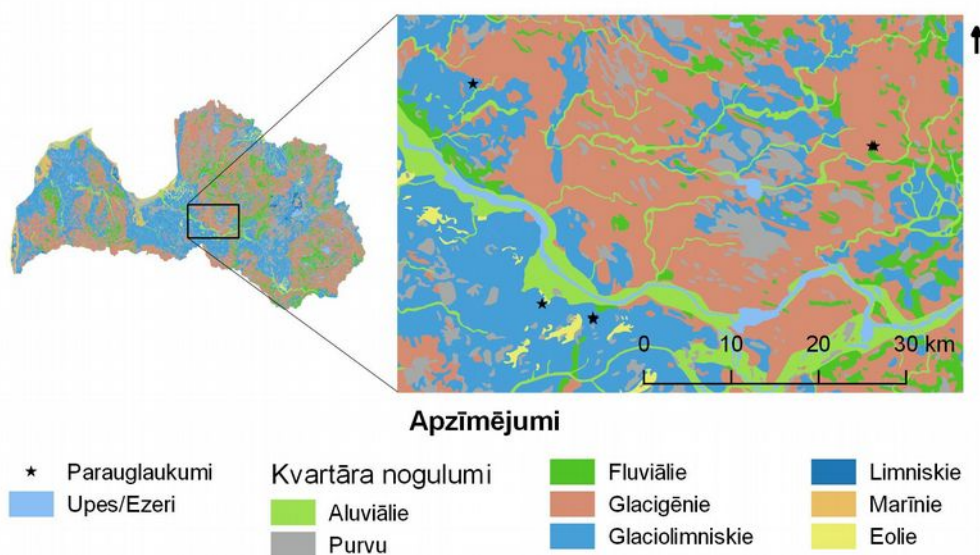 0 10 20 30 km
Apzīmējumi
Parauglaukumi
Upes/Ezeri
Kvartāra nogulumi
Aluviālie
Purvu
Fluviālie
Glacigēnie
Glaciolimniskie
Limniskie
Marīnie
Eolie